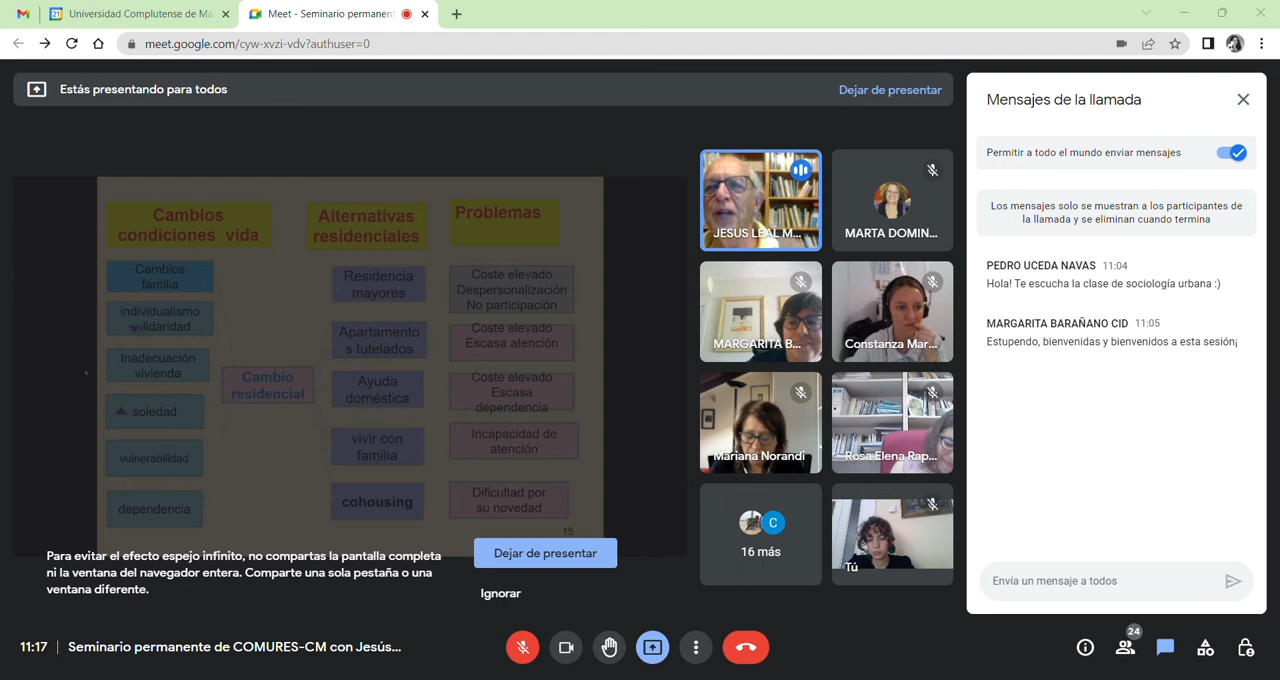 Universidad Complutense de Ma
Meet - Seminario permanent
meet.google.com/cyw-xvzi-vdv?authuser=0
Estás presentando para todos
Dejar de presentar
Cambios
condiciones vida
Alternativas
residenciales
Problemas
Cambios
familia
individualismo
solidaridad
Inadecuación
vivienda
soledad
vulnerabilidad
dependencia
Cambio
residencial
Residencia
mayores
Apartamento
s tutelados
Ayuda
doméstica
vivir con
familia
cohousing
Coste elevado
Despersonalización
No participación
Coste elevado
Escasa atención
Coste elevado
Escasa
dependencia
Incapacidad de
atención
Dificultad por
su novedad
15
Para evitar el efecto espejo infinito, no compartas la pantalla completa
ni la ventana del navegador entera. Comparte una sola pestaña o una
ventana diferente.
Dejar de presentar
Ignorar
JESUS LEAL M...
MARTA DOMIN...
MARGARITA B...
Constanza Mar...
Mariana Norandi
Rosa Elena Rap...
C
16 más
Tú
Mensajes de la llamada
Permitir a todo el mundo enviar mensajes
Los mensajes solo se muestran a los participantes de
la llamada y se eliminan cuando termina
PEDRO UCEDA NAVAS 11:04
Hola! Te escucha la clase de sociología urbana :)
MARGARITA BARAÑANO CID 11:05
Estupendo, bienvenidas y bienvenidos a esta sesión¡
Envía un mensaje a todos
11:17
Seminario permanente de COMURES-CM con Jesús...
24